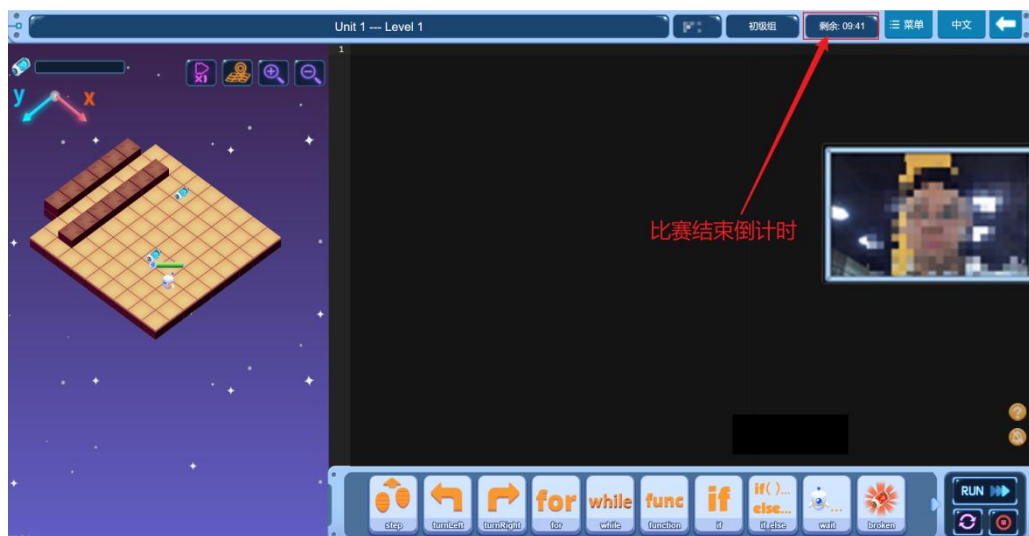 Unit 1 --- Level 1
初级组
剩余: 09:41
菜单
中文
1
X1
y
x
比赛结束倒计时
for
while
func
if
if( )...
else...
...
step
turnLeft
turnRight
for
while
function
if
if_else
wait
broken
RUN
?